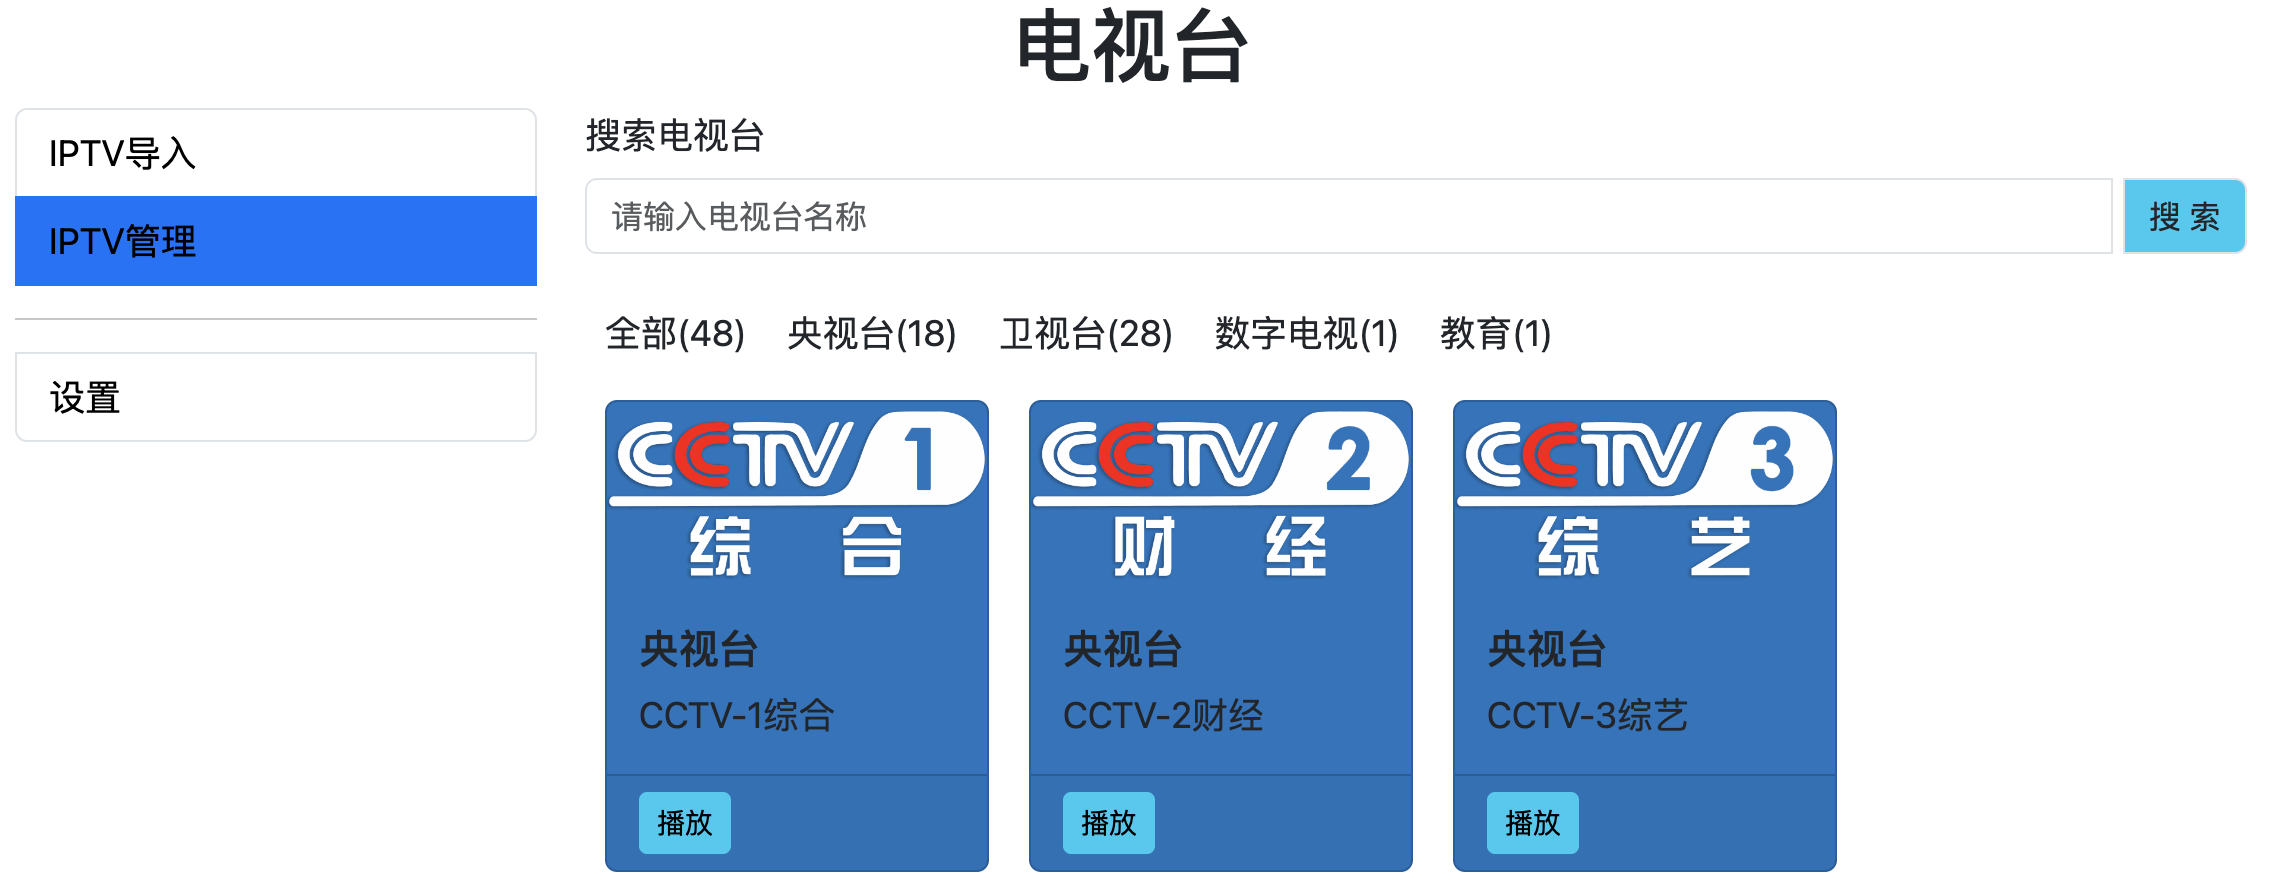 电视台
IPTV导入
IPTV管理
设置
搜索电视台
请输入电视台名称
搜 索
全部(48) 央视台(18) 卫视台(28) 数字电视(1) 教育(1)
CCTV 1
综 合
央视台
CCTV-1综合
播放
CCTV 2
财 经
央视台
CCTV-2财经
播放
CCTV 3
综 艺
央视台
CCTV-3综艺
播放